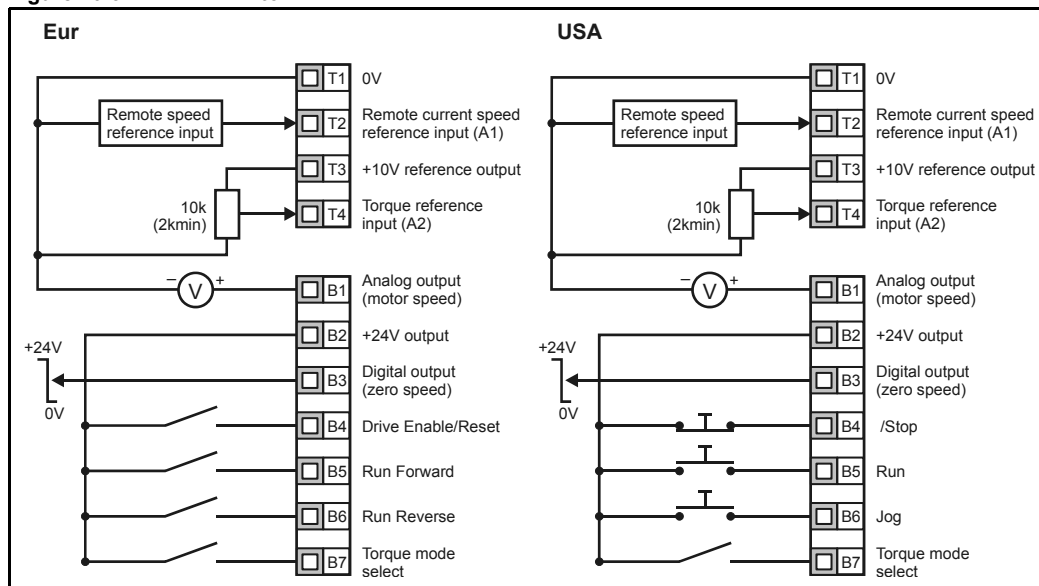 Eur
T1 0V
Remote speed
reference input
T2 Remote current speed
reference input (A1)
T3 +10V reference output
10k
(2kmin)
T4 Torque reference
input (A2)
– V +
B1 Analog output
(motor speed)
B2 +24V output
+24V
0V
B3 Digital output
(zero speed)
B4 Drive Enable/Reset
B5 Run Forward
B6 Run Reverse
B7 Torque mode
select
USA
T1 0V
Remote speed
reference input
T2 Remote current speed
reference input (A1)
T3 +10V reference output
10k
(2kmin)
T4 Torque reference
input (A2)
– V +
B1 Analog output
(motor speed)
B2 +24V output
+24V
0V
B3 Digital output
(zero speed)
B4 /Stop
B5 Run
B6 Jog
B7 Torque mode
select